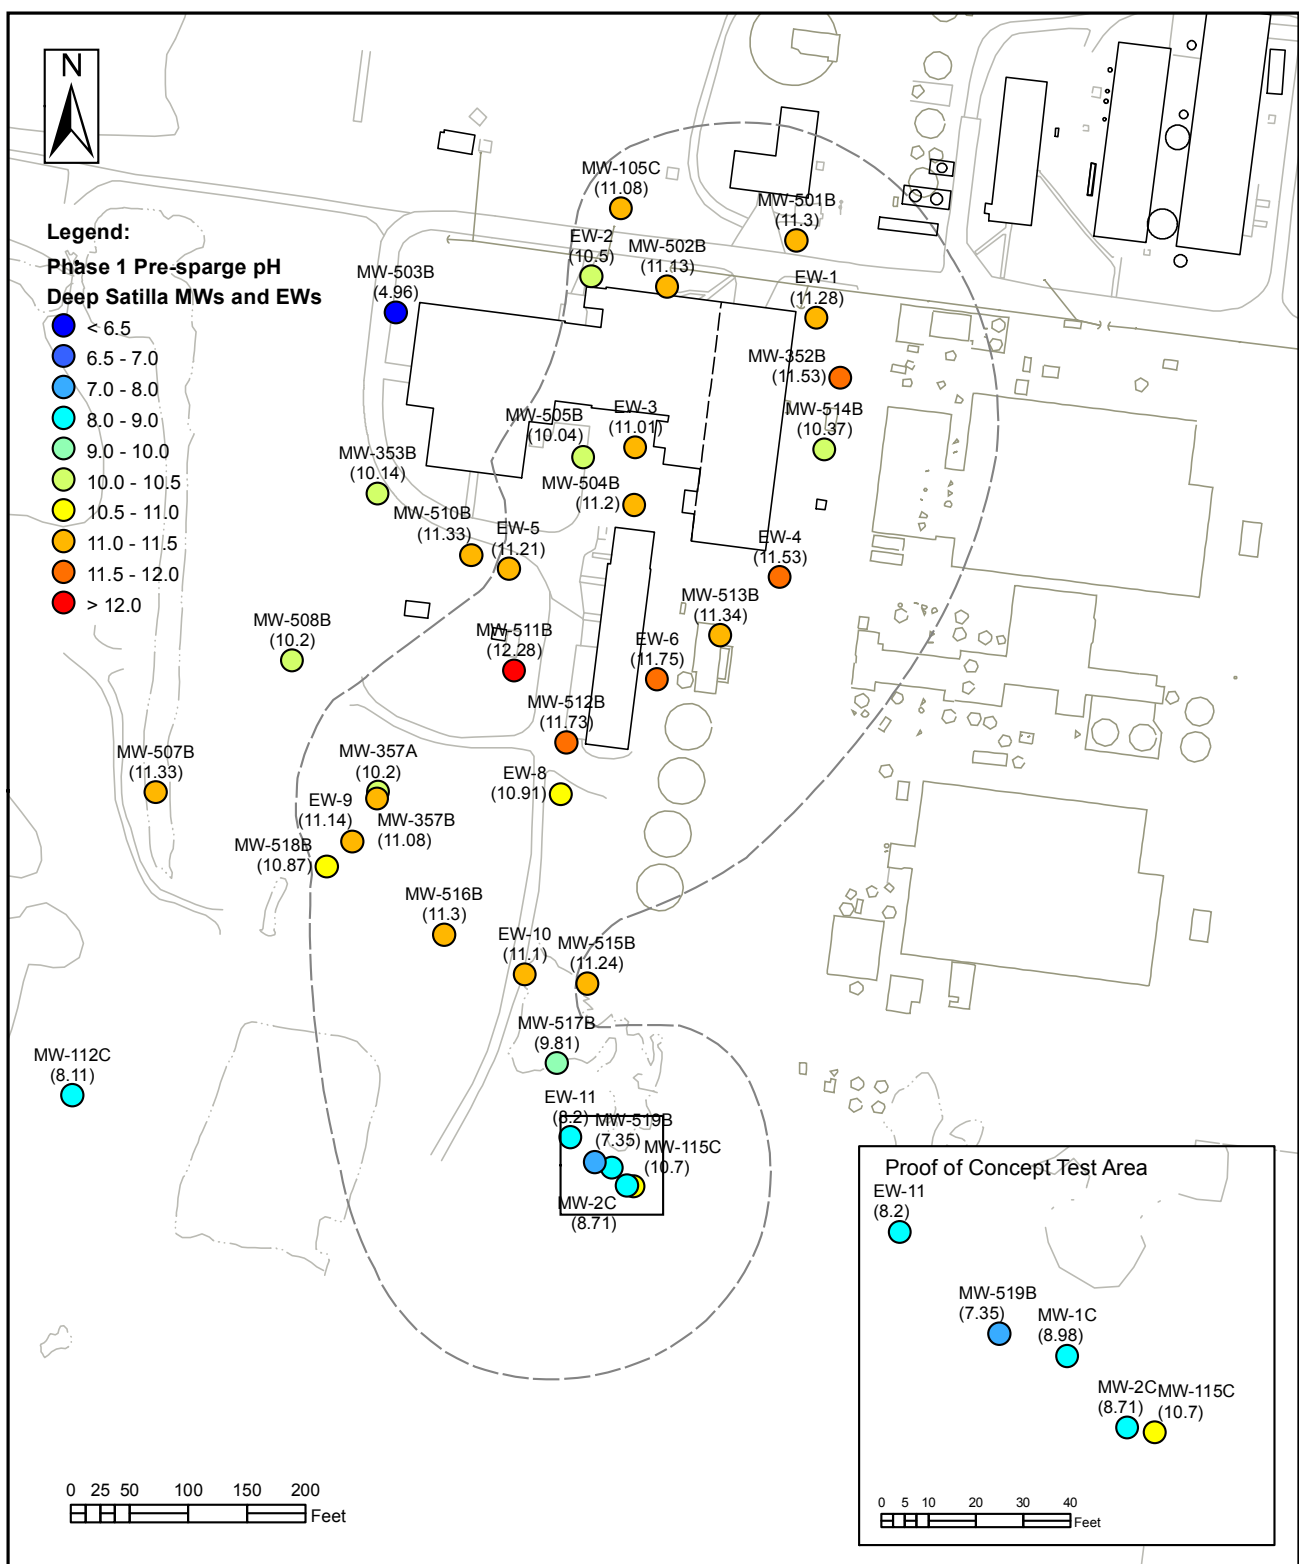 N
Legend:
Phase 1 Pre-sparge pH
Deep Satilla MWs and EWs
< 6.5
6.5 - 7.0
7.0 - 8.0
8.0 - 9.0
9.0 - 10.0
10.0 - 10.5
10.5 - 11.0
11.0 - 11.5
11.5 - 12.0
> 12.0
MW-105C
(11.08)
MW-501B
(11.3)
EW-2
(10.5)
MW-502B
(11.13)
MW-503B
(4.96)
EW-1
(11.28)
MW-352B
(11.53)
MW-514B
(10.37)
EW-3
(11.01)
MW-505B
(10.04)
MW-353B
(10.14)
MW-504B
(11.2)
MW-510B
(11.33)
EW-5
(11.21)
EW-4
(11.53)
MW-513B
(11.34)
MW-508B
(10.2)
MW-511B
(12.28)
EW-6
(11.75)
MW-512B
(11.73)
MW-507B
(11.33)
MW-357A
(10.2)
EW-8
(10.91)
EW-9
(11.14)
MW-357B
(11.08)
MW-518B
(10.87)
MW-516B
(11.3)
EW-10
(11.1)
MW-515B
(11.24)
MW-517B
(9.81)
MW-112C
(8.11)
EW-11
(8.2)
MW-519B
(7.35)
MW-115C
(10.7)
MW-2C
(8.71)
Proof of Concept Test Area
EW-11
(8.2)
MW-519B
(7.35)
MW-1C
(8.98)
MW-2C
(8.71)
MW-115C
(10.7)
0 5 10 20 30 40
Feet
0 25 50 100 150 200
Feet